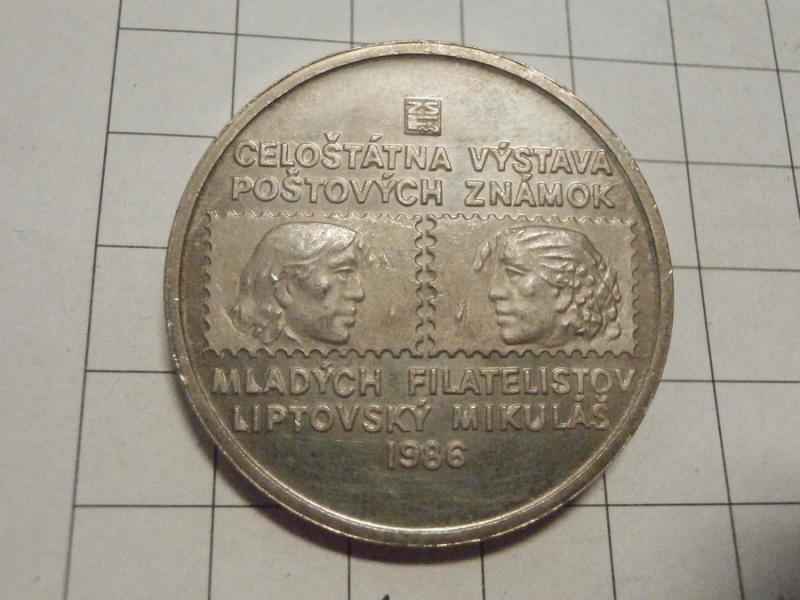 ZS
CELOŠTÁTNA VÝSTAVA
POŠTOVÝCH ZNÁMOK
MLADÝCH FILATELISTOV
LIPTOVSKÝ MIKULÁŠ
1986